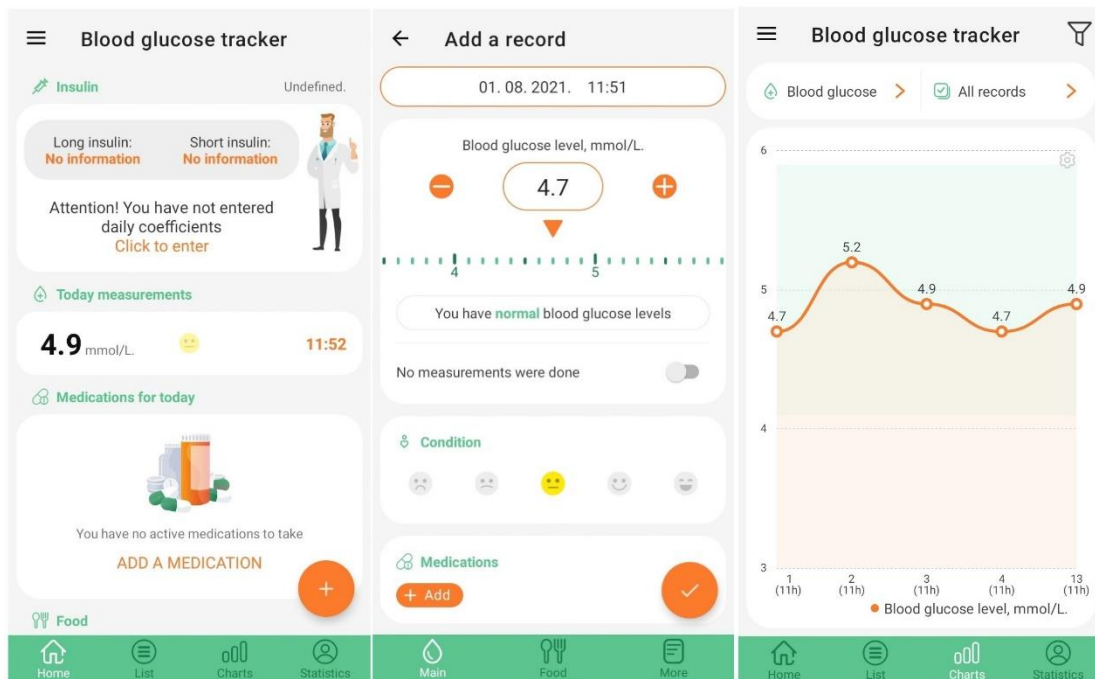 Blood glucose tracker
Insulin
Undefined.
Long insulin:
No information
Short insulin:
No information
Attention! You have not entered
daily coefficients
Click to enter
Today measurements
4.9 mmol/L.
11:52
Medications for today
You have no active medications to take
ADD A MEDICATION
+
Food
Home
List
Charts
Statistics
Add a record
01. 08. 2021. 11:51
Blood glucose level, mmol/L.
4.7
4
5
You have normal blood glucose levels
No measurements were done
Condition
Medications
+ Add
Main
Food
More
Blood glucose tracker
Blood glucose
All records
6
5
4
3
4.7
5.2
4.9
4.7
4.9
1
(11h)
2
(11h)
3
(11h)
4
(11h)
13
(11h)
Blood glucose level, mmol/L.
Home
List
Charts
Statistics